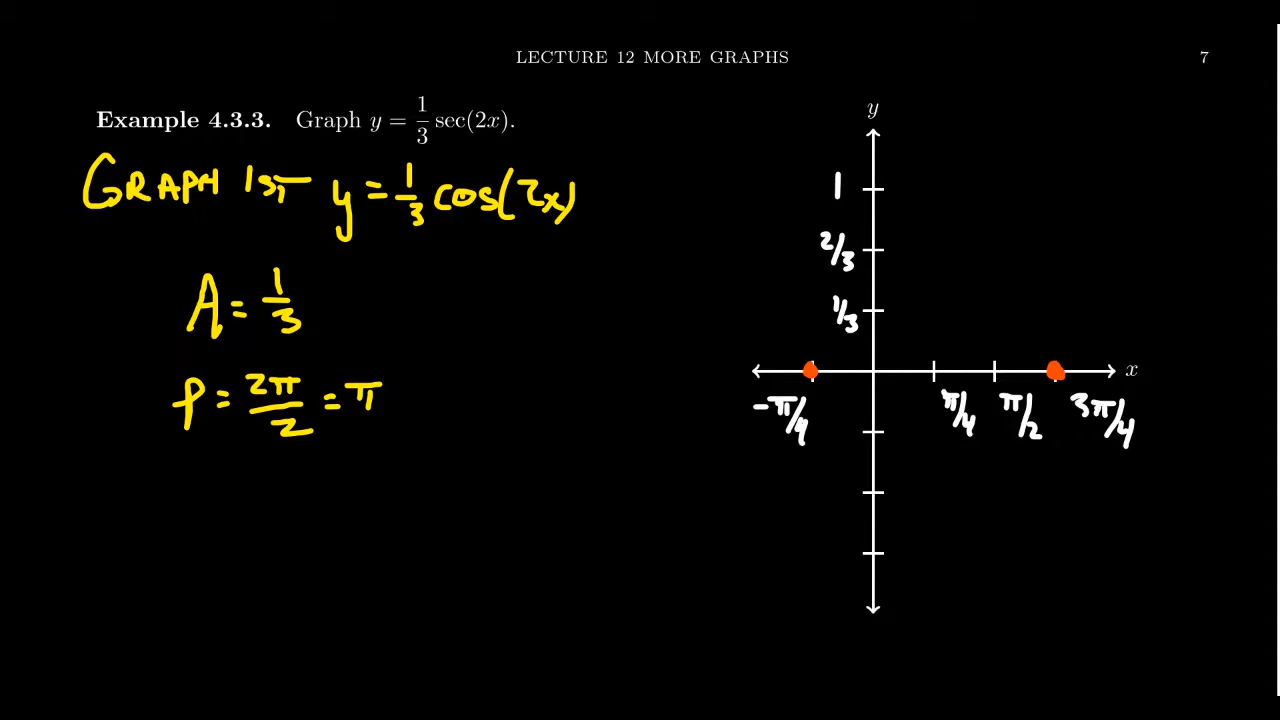 LECTURE 12 MORE GRAPHS 7
Example 4.3.3. Graph y = 1/3 sec(2x).
GRAPH 1ST y = 1/3 cos(2x)
A = 1/3
P = 2π/2 = π
y
1
2/3
1/3
x
-π/4 π/4 π/2 3π/4